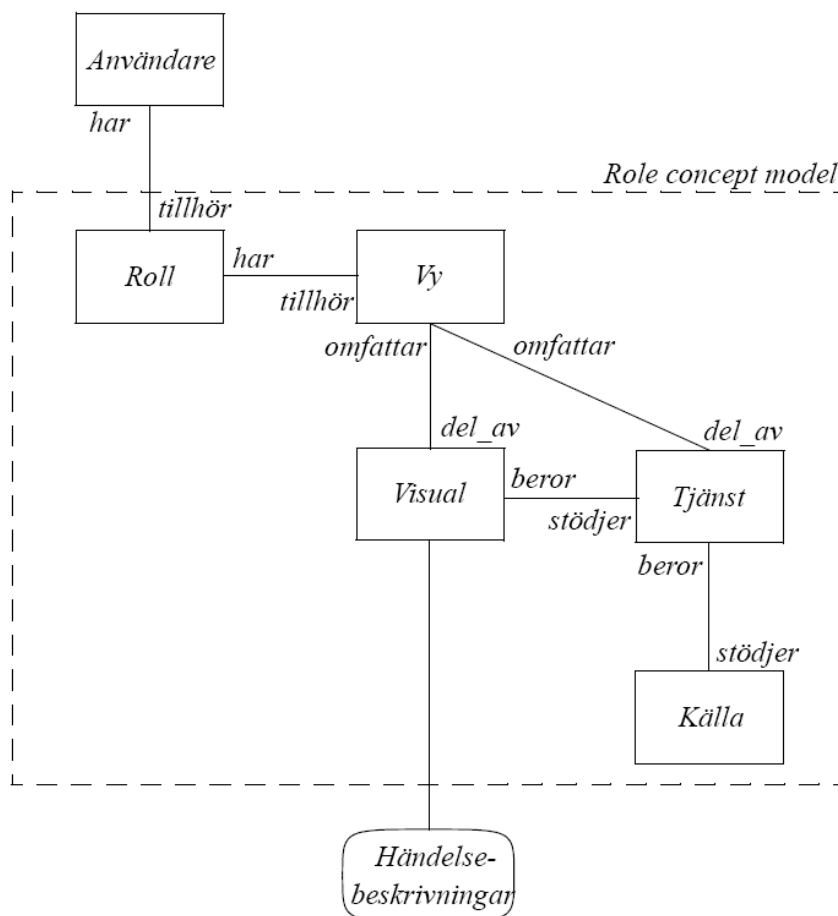 Användare
har
Role concept model
tillhör
Roll
har
Vy
tillhör
omfattar
omfattar
del_av
del_av
Visual
beror
Tjänst
stödjer
beror
stödjer
Källa
Händelse-
beskrivningar